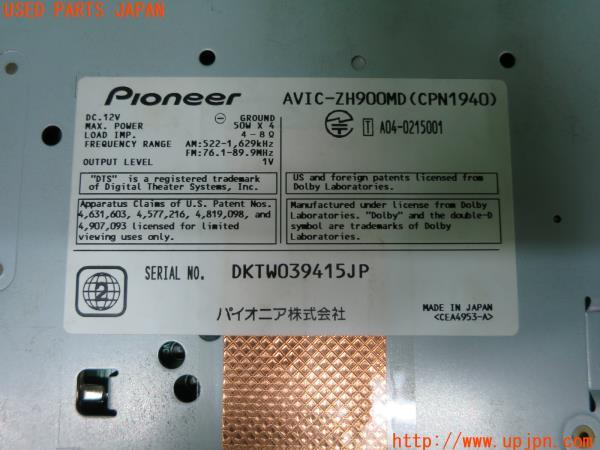 USED PARTS JAPAN
Pioneer
AVIC-ZH900MD(CPN1940)
DC.12V ⊖ GROUND
MAX. POWER 50W X 4
LOAD IMP. 4-8Ω
FREQUENCY RANGE AM:522-1,629kHz
FM:76.1-89.9MHz
OUTPUT LEVEL 1V
T A04-0215001
"DTS" is a registered trademark
of Digital Theater Systems, Inc.
US and foreign patents licensed from
Dolby Laboratories.
Apparatus Claims of U.S. Patent Nos.
4,631,603, 4,577,216, 4,819,098, and
4,907,093 licensed for limited
viewing uses only.
Manufactured under license from Dolby
Laboratories. "Dolby" and the double-D
symbol are trademarks of Dolby
Laboratories.
2
SERIAL NO. DKTW039415JP
パイオニア株式会社
MADE IN JAPAN
<CEA4953-A>
http://www.upjpn.com/